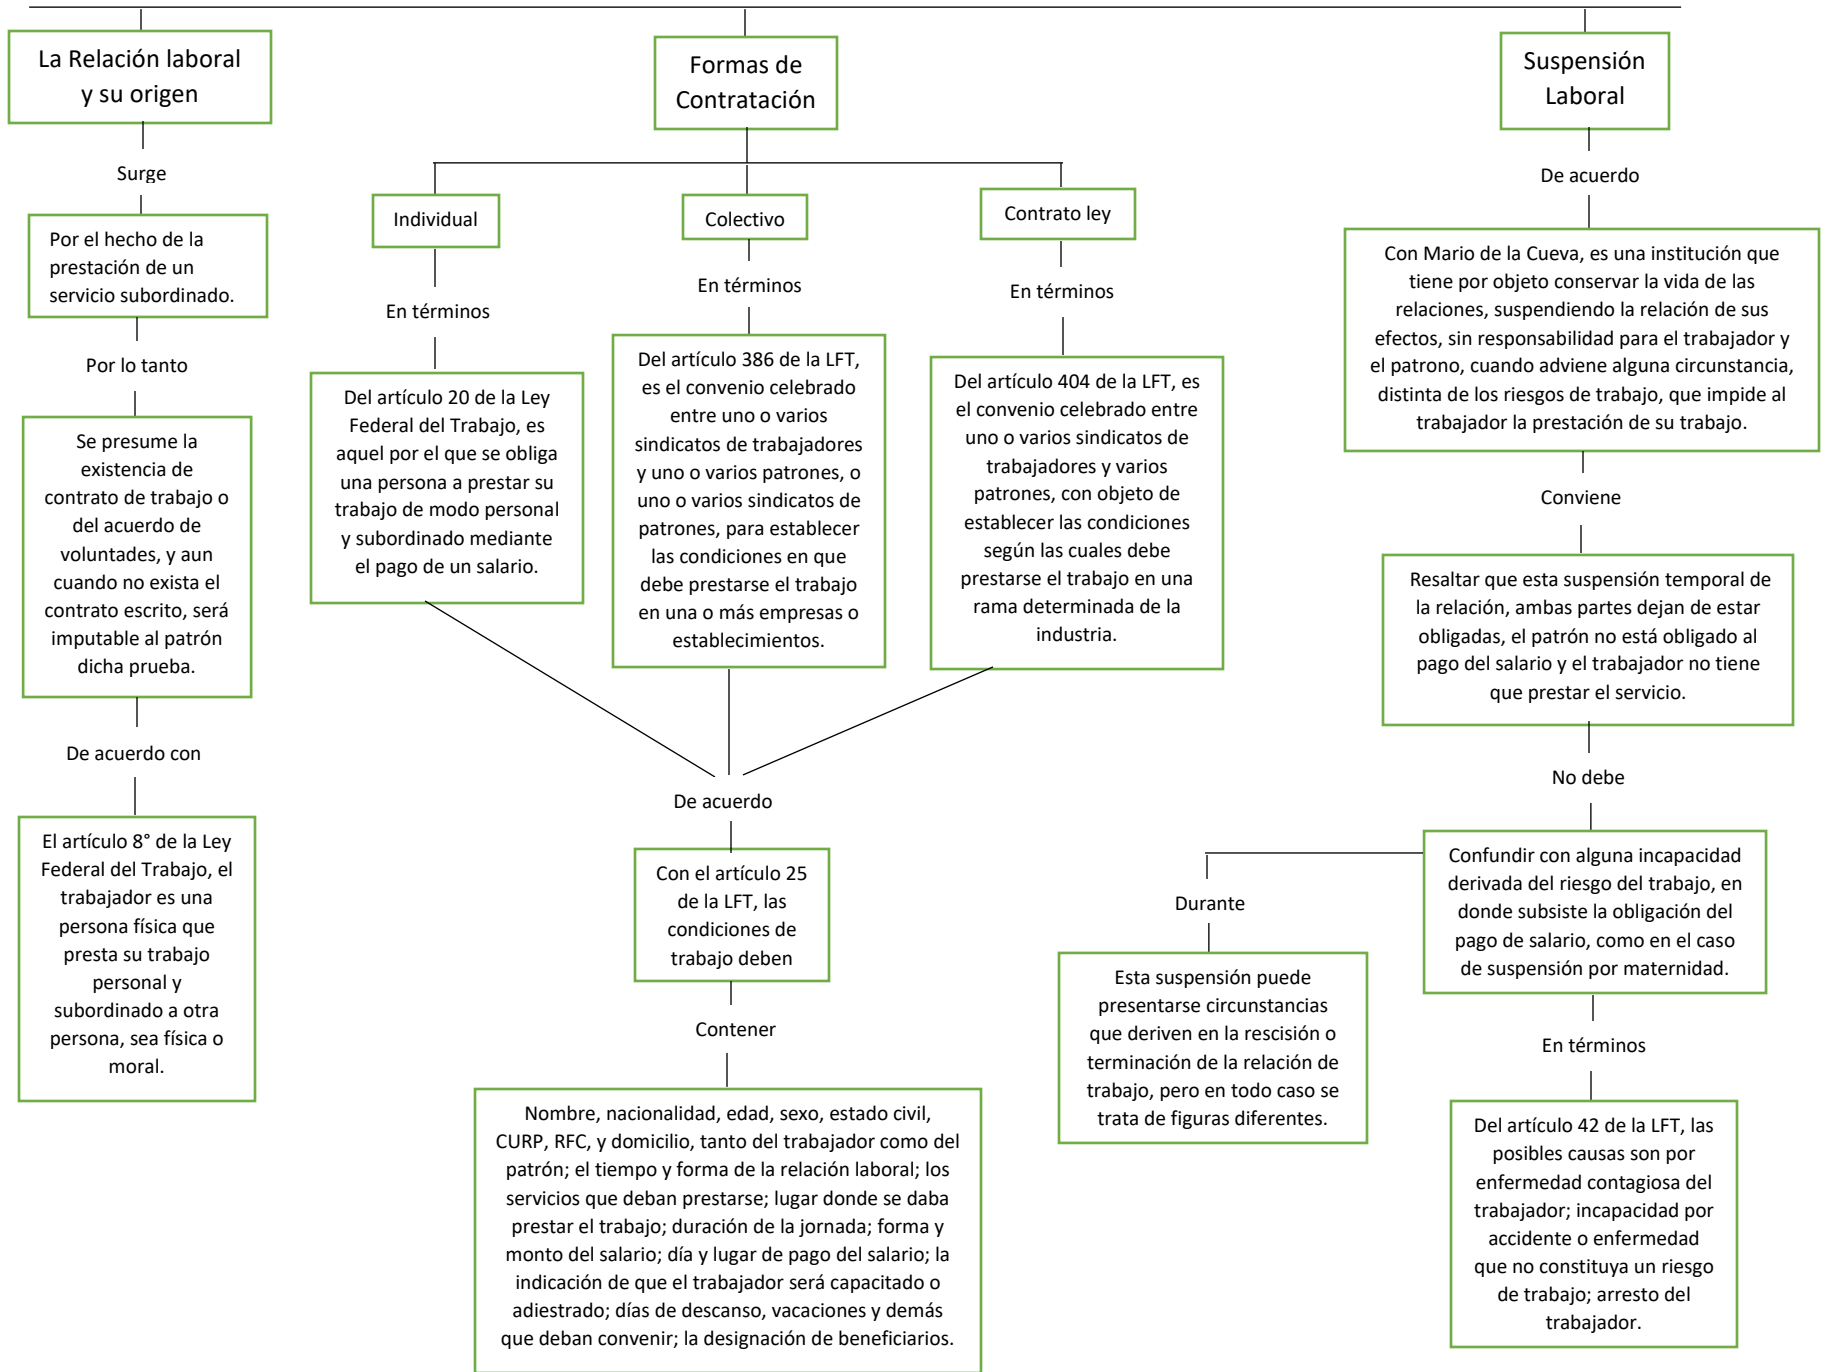 La Relación laboral
y su origen
Surge
Por el hecho de la
prestación de un
servicio subordinado.
Por lo tanto
Se presume la
existencia de
contrato de trabajo o
del acuerdo de
voluntades, y aun
cuando no exista el
contrato escrito, será
imputable al patrón
dicha prueba.
De acuerdo con
El artículo 8° de la Ley
Federal del Trabajo, el
trabajador es una
persona física que
presta su trabajo
personal y
subordinado a otra
persona, sea física o
moral.
Formas de
Contratación
Individual
En términos
Del artículo 20 de la Ley
Federal del Trabajo, es
aquel por el que se obliga
una persona a prestar su
trabajo de modo personal
y subordinado mediante
el pago de un salario.
Colectivo
En términos
Del artículo 386 de la LFT,
es el convenio celebrado
entre uno o varios
sindicatos de trabajadores
y uno o varios patrones, o
uno o varios sindicatos de
patrones, para establecer
las condiciones en que
debe prestarse el trabajo
en una o más empresas o
establecimientos.
Contrato ley
En términos
Del artículo 404 de la LFT, es
el convenio celebrado entre
uno o varios sindicatos de
trabajadores y varios
patrones, con objeto de
establecer las condiciones
según las cuales debe
prestarse el trabajo en una
rama determinada de la
industria.
De acuerdo
Con el artículo 25
de la LFT, las
condiciones de
trabajo deben
Contener
Nombre, nacionalidad, edad, sexo, estado civil,
CURP, RFC, y domicilio, tanto del trabajador como del
patrón; el tiempo y forma de la relación laboral; los
servicios que deban prestarse; lugar donde se daba
prestar el trabajo; duración de la jornada; forma y
monto del salario; día y lugar de pago del salario; la
indicación de que el trabajador será capacitado o
adiestrado; días de descanso, vacaciones y demás
que deban convenir; la designación de beneficiarios.
Suspensión
Laboral
De acuerdo
Con Mario de la Cueva, es una institución que
tiene por objeto conservar la vida de las
relaciones, suspendiendo la relación de sus
efectos, sin responsabilidad para el trabajador y
el patrono, cuando adviene alguna circunstancia,
distinta de los riesgos de trabajo, que impide al
trabajador la prestación de su trabajo.
Conviene
Resaltar que esta suspensión temporal de
la relación, ambas partes dejan de estar
obligadas, el patrón no está obligado al
pago del salario y el trabajador no tiene
que prestar el servicio.
No debe
Confundir con alguna incapacidad
derivada del riesgo del trabajo, en
donde subsiste la obligación del
pago de salario, como en el caso
de suspensión por maternidad.
Durante
Esta suspensión puede
presentarse circunstancias
que deriven en la rescisión o
terminación de la relación de
trabajo, pero en todo caso se
trata de figuras diferentes.
En términos
Del artículo 42 de la LFT, las
posibles causas son por
enfermedad contagiosa del
trabajador; incapacidad por
accidente o enfermedad
que no constituya un riesgo
de trabajo; arresto del
trabajador.